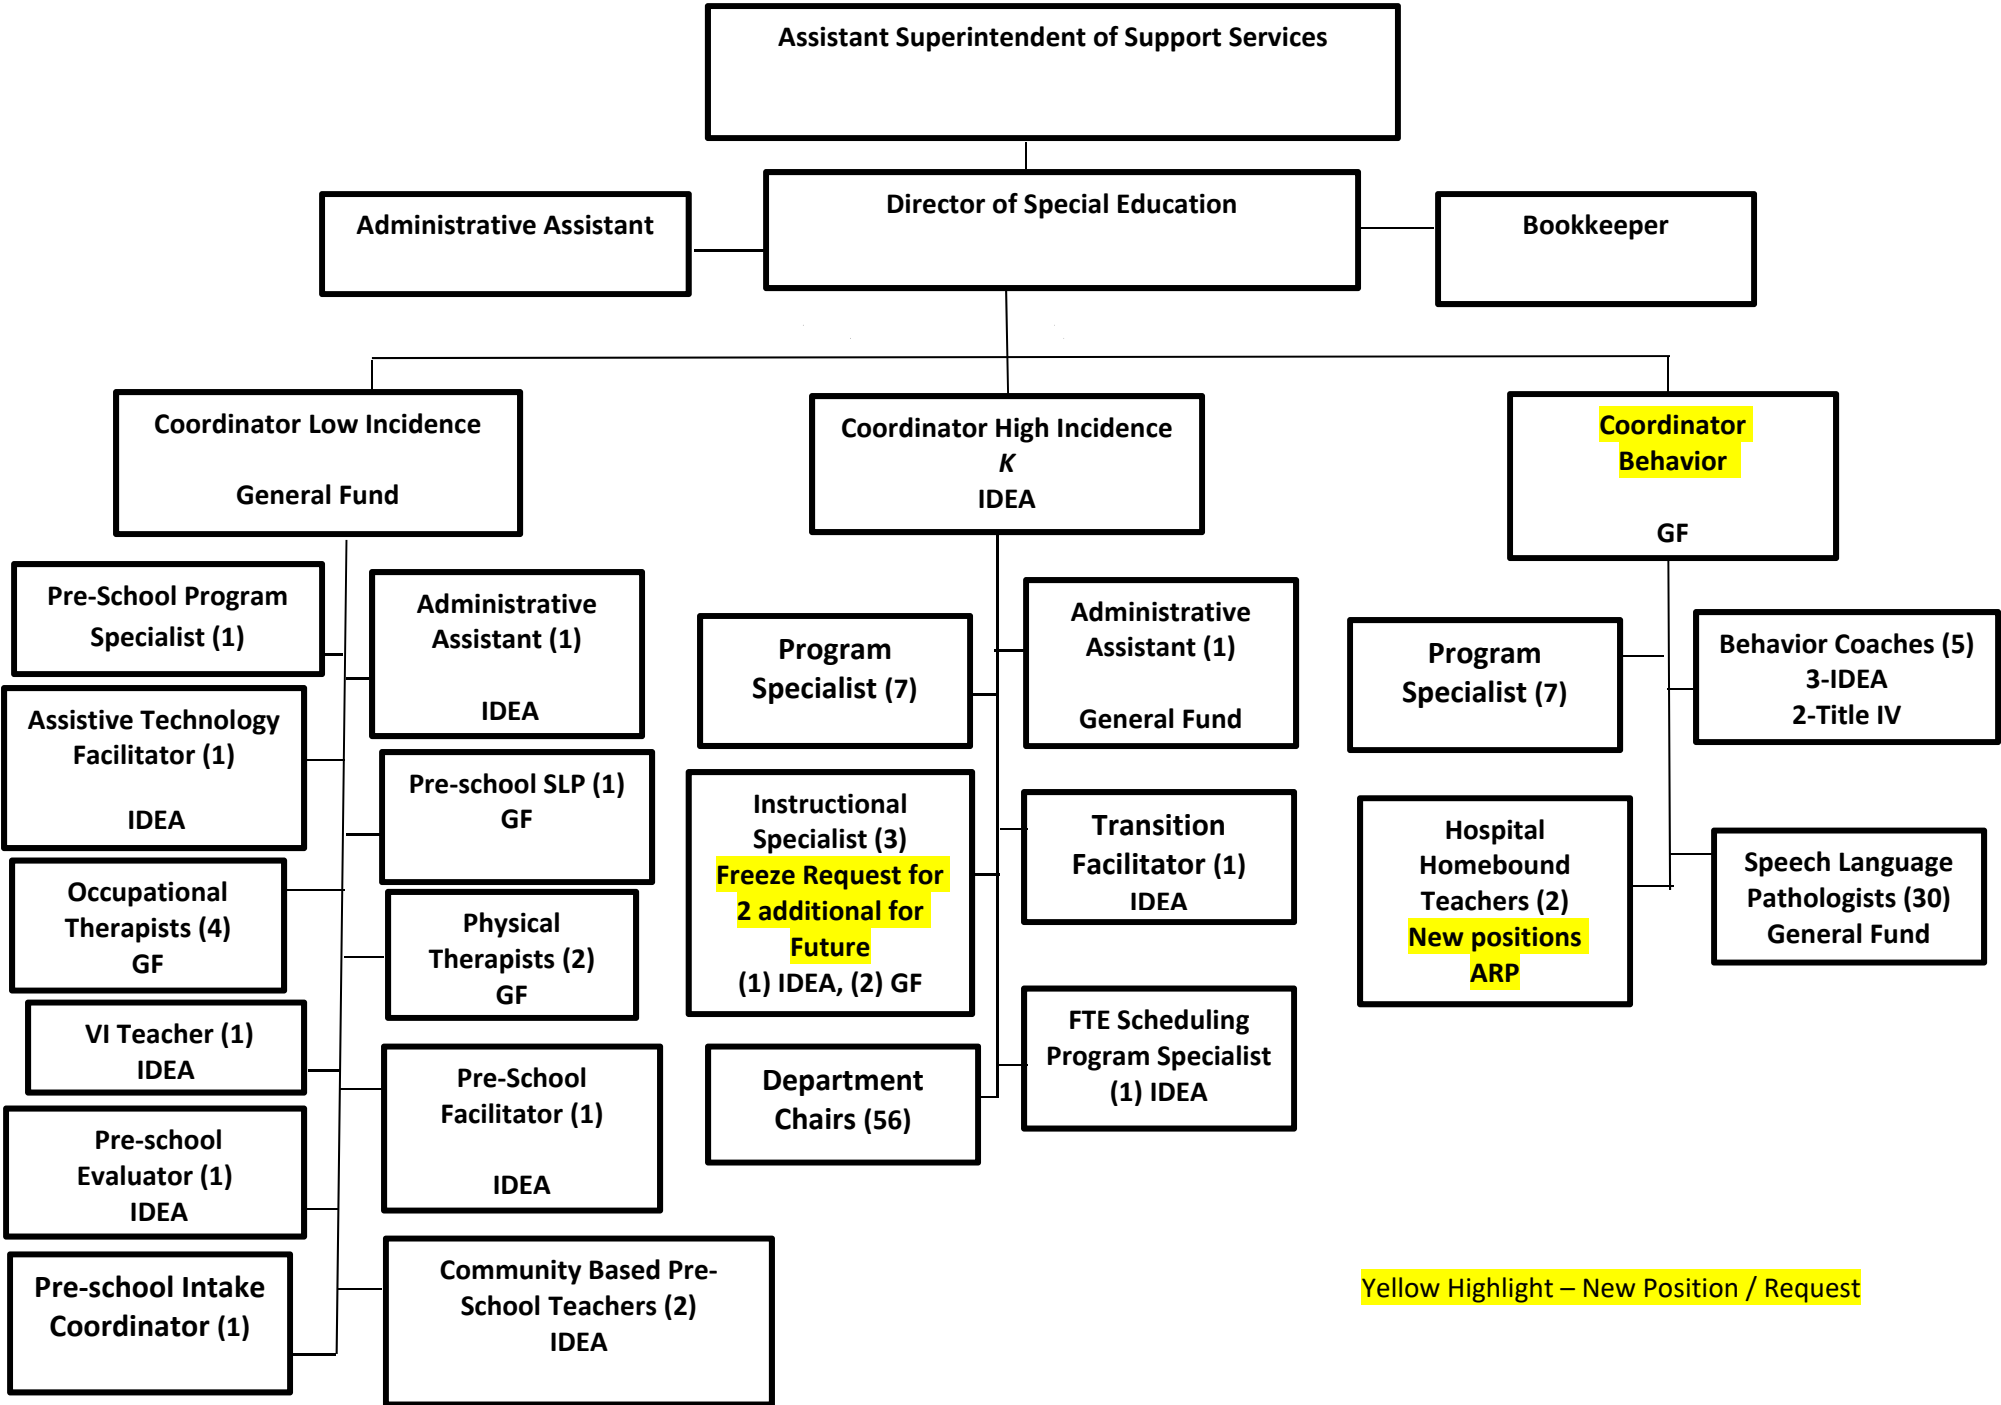 Assistant Superintendent of Support Services
Administrative Assistant
Director of Special Education
Bookkeeper
Coordinator Low Incidence
General Fund
Pre-School Program
Specialist (1)
Administrative
Assistant (1)
IDEA
Assistive Technology
Facilitator (1)
IDEA
Pre-school SLP (1)
GF
Occupational
Therapists (4)
GF
Physical
Therapists (2)
GF
VI Teacher (1)
IDEA
Pre-School
Facilitator (1)
IDEA
Pre-school
Evaluator (1)
IDEA
Pre-school Intake
Coordinator (1)
Community Based Pre-
School Teachers (2)
IDEA
Coordinator High Incidence
K
IDEA
Program
Specialist (7)
Administrative
Assistant (1)
General Fund
Instructional
Specialist (3)
Freeze Request for
2 additional for
Future
(1) IDEA, (2) GF
Transition
Facilitator (1)
IDEA
Department
Chairs (56)
FTE Scheduling
Program Specialist
(1) IDEA
Coordinator
Behavior
GF
Program
Specialist (7)
Behavior Coaches (5)
3-IDEA
2-Title IV
Hospital
Homebound
Teachers (2)
New positions
ARP
Speech Language
Pathologists (30)
General Fund
Yellow Highlight – New Position / Request